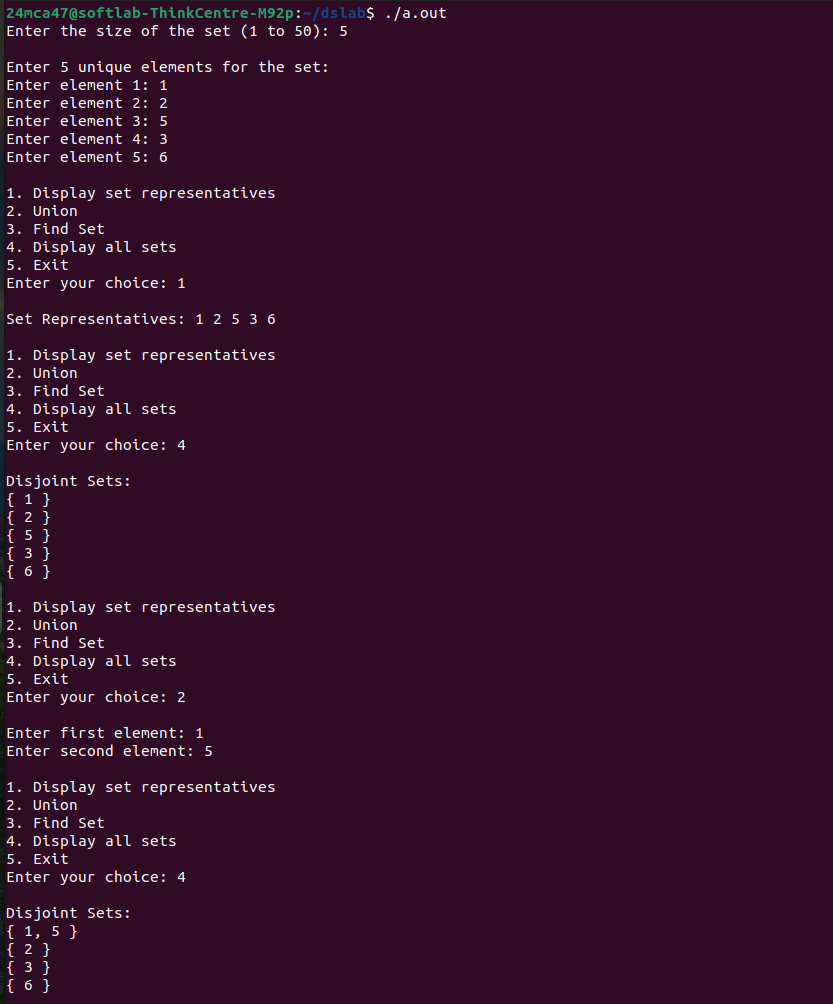 24mca47@softlab-ThinkCentre-M92p:~/dslab$ ./a.out
Enter the size of the set (1 to 50): 5
Enter 5 unique elements for the set:
Enter element 1: 1
Enter element 2: 2
Enter element 3: 5
Enter element 4: 3
Enter element 5: 6
1. Display set representatives
2. Union
3. Find Set
4. Display all sets
5. Exit
Enter your choice: 1
Set Representatives: 1 2 5 3 6
1. Display set representatives
2. Union
3. Find Set
4. Display all sets
5. Exit
Enter your choice: 4
Disjoint Sets:
{ 1 }
{ 2 }
{ 5 }
{ 3 }
{ 6 }
1. Display set representatives
2. Union
3. Find Set
4. Display all sets
5. Exit
Enter your choice: 2
Enter first element: 1
Enter second element: 5
1. Display set representatives
2. Union
3. Find Set
4. Display all sets
5. Exit
Enter your choice: 4
Disjoint Sets:
{ 1, 5 }
{ 2 }
{ 3 }
{ 6 }